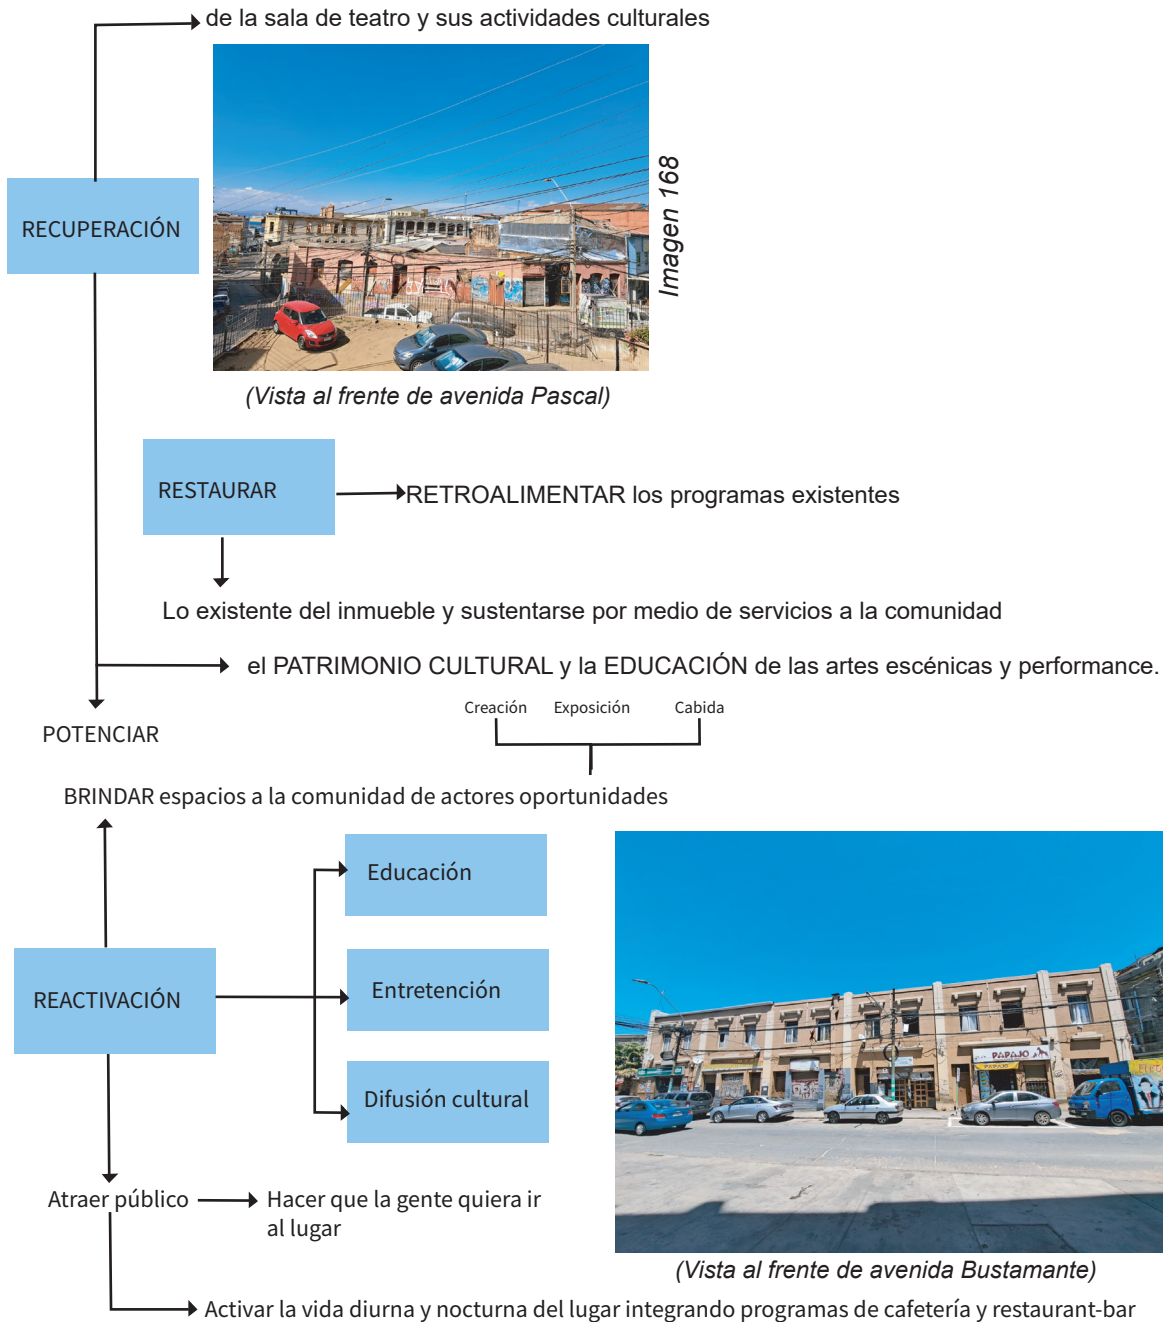 de la sala de teatro y sus actividades culturales
RECUPERACIÓN
Imagen 168
(Vista al frente de avenida Pascal)
RESTAURAR
RETROALIMENTAR los programas existentes
Lo existente del inmueble y sustentarse por medio de servicios a la comunidad
el PATRIMONIO CULTURAL y la EDUCACIÓN de las artes escénicas y performance.
POTENCIAR
Creación Exposición Cabida
BRINDAR espacios a la comunidad de actores oportunidades
Educación
REACTIVACIÓN
Entretención
Difusión cultural
PAPAJO
PAPAJO
Atraer público
Hacer que la gente quiera ir
al lugar
(Vista al frente de avenida Bustamante)
Activar la vida diurna y nocturna del lugar integrando programas de cafetería y restaurant-bar